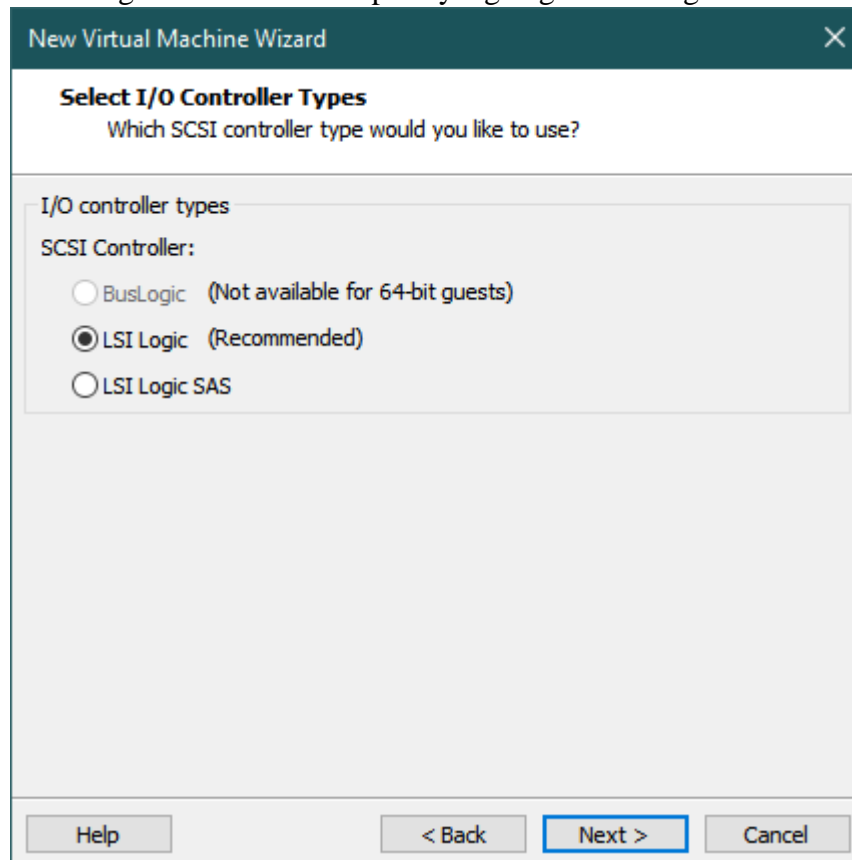 New Virtual Machine Wizard
Select I/O Controller Types
Which SCSI controller type would you like to use?
I/O controller types
SCSI Controller:
BusLogic (Not available for 64-bit guests)
LSI Logic (Recommended)
LSI Logic SAS
Help < Back Next > Cancel